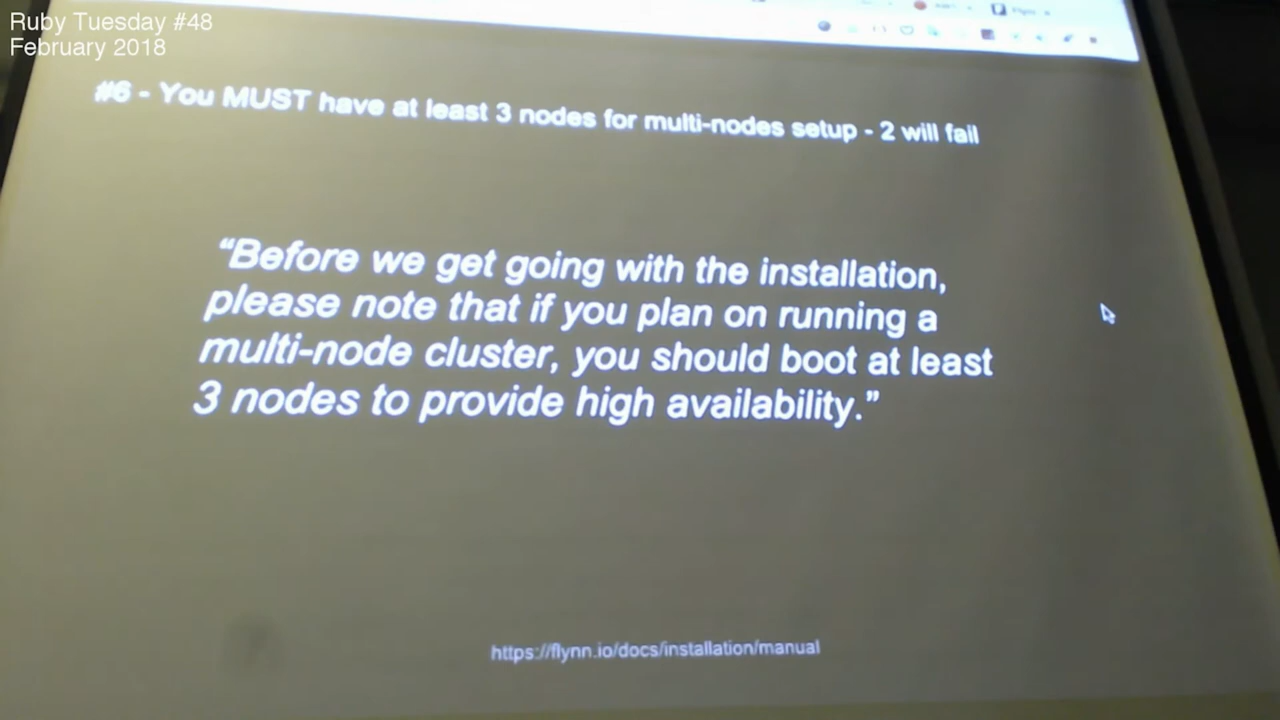 Ruby Tuesday #48
February 2018
#6 - You MUST have at least 3 nodes for multi-nodes setup - 2 will fail
“Before we get going with the installation,
please note that if you plan on running a
multi-node cluster, you should boot at least
3 nodes to provide high availability.”
https://flynn.io/docs/installation/manual